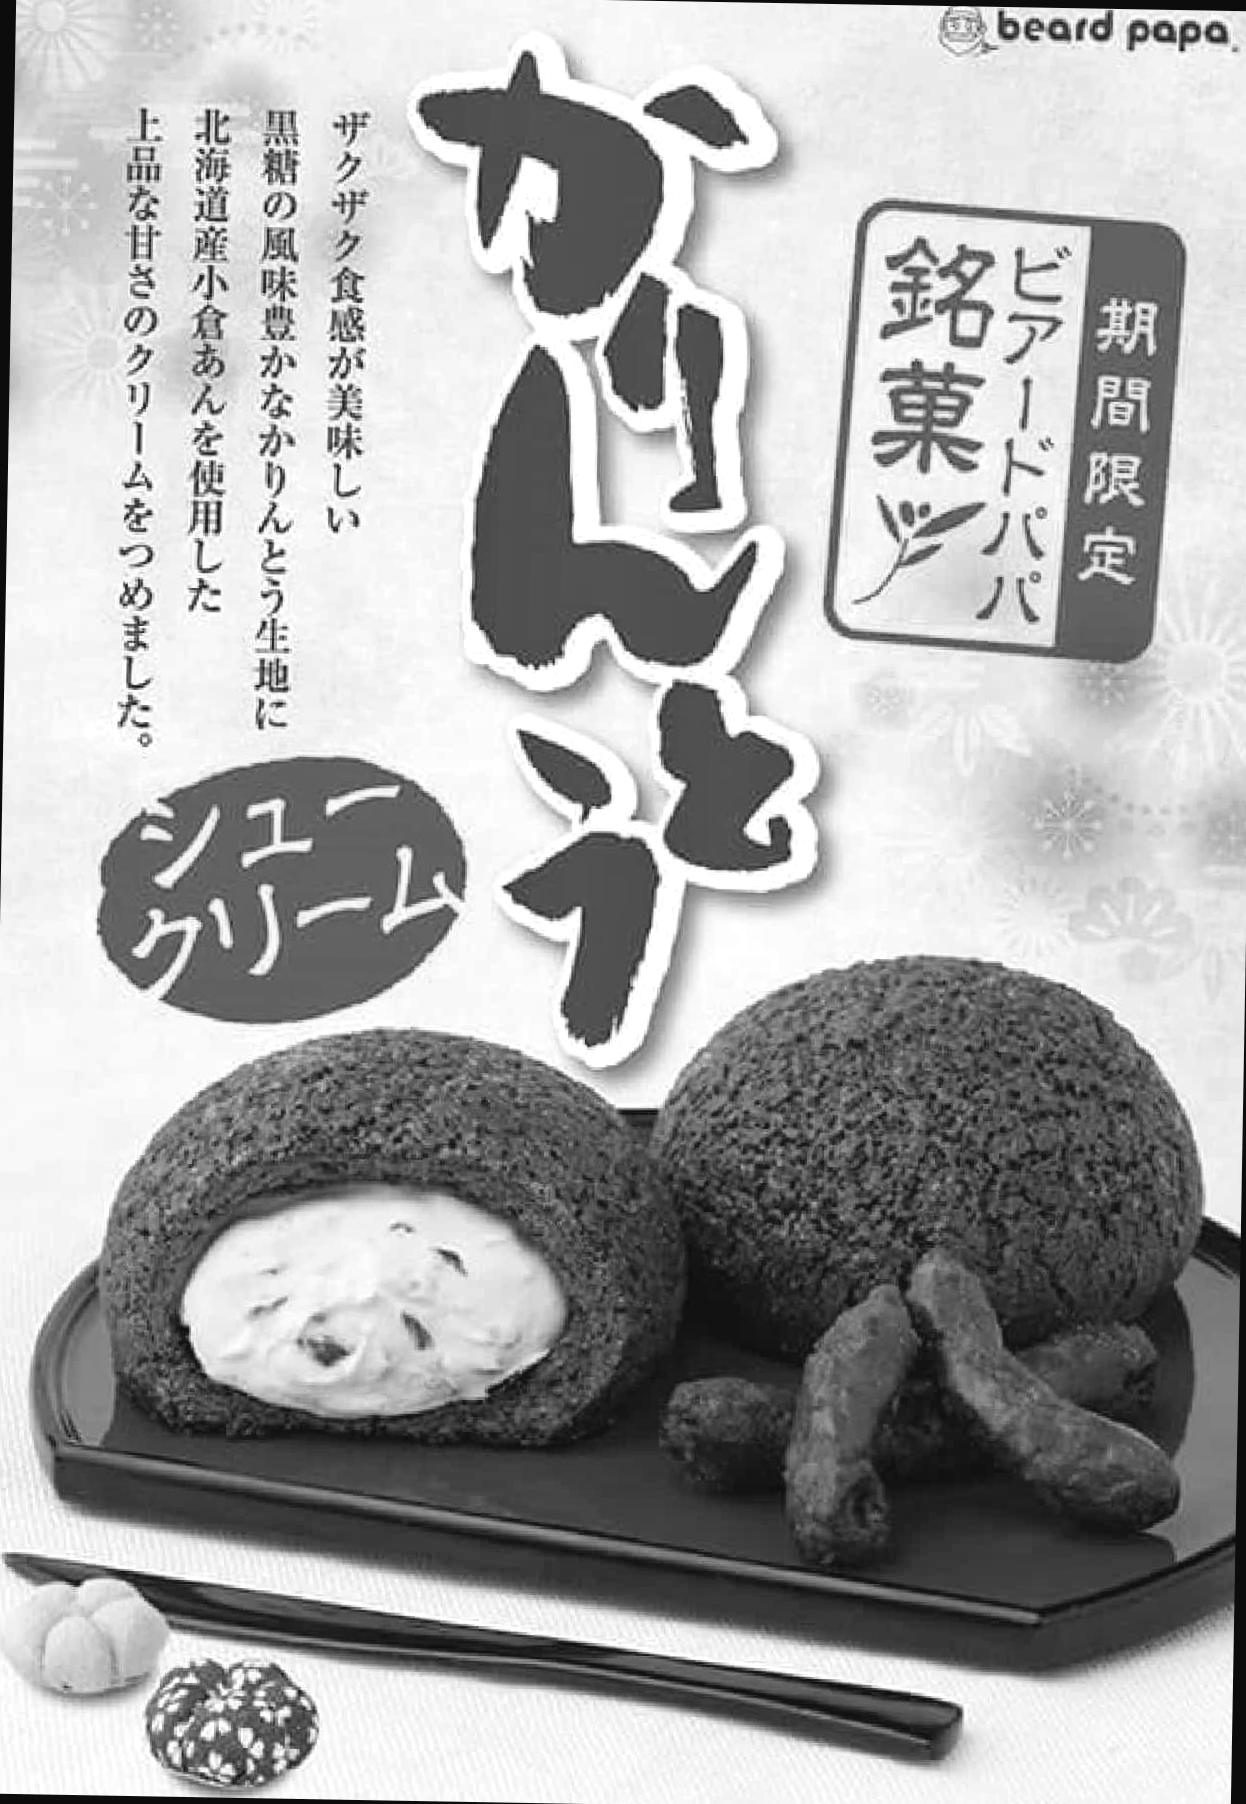 beard papa
期間限定
ビアードパパ
銘菓
かりんとう
シュー
クリーム
ザクザク食感が美味しい
黒糖の風味豊かなかりんとう生地に
北海道産小倉あんを使用した
上品な甘さのクリームをつめました。